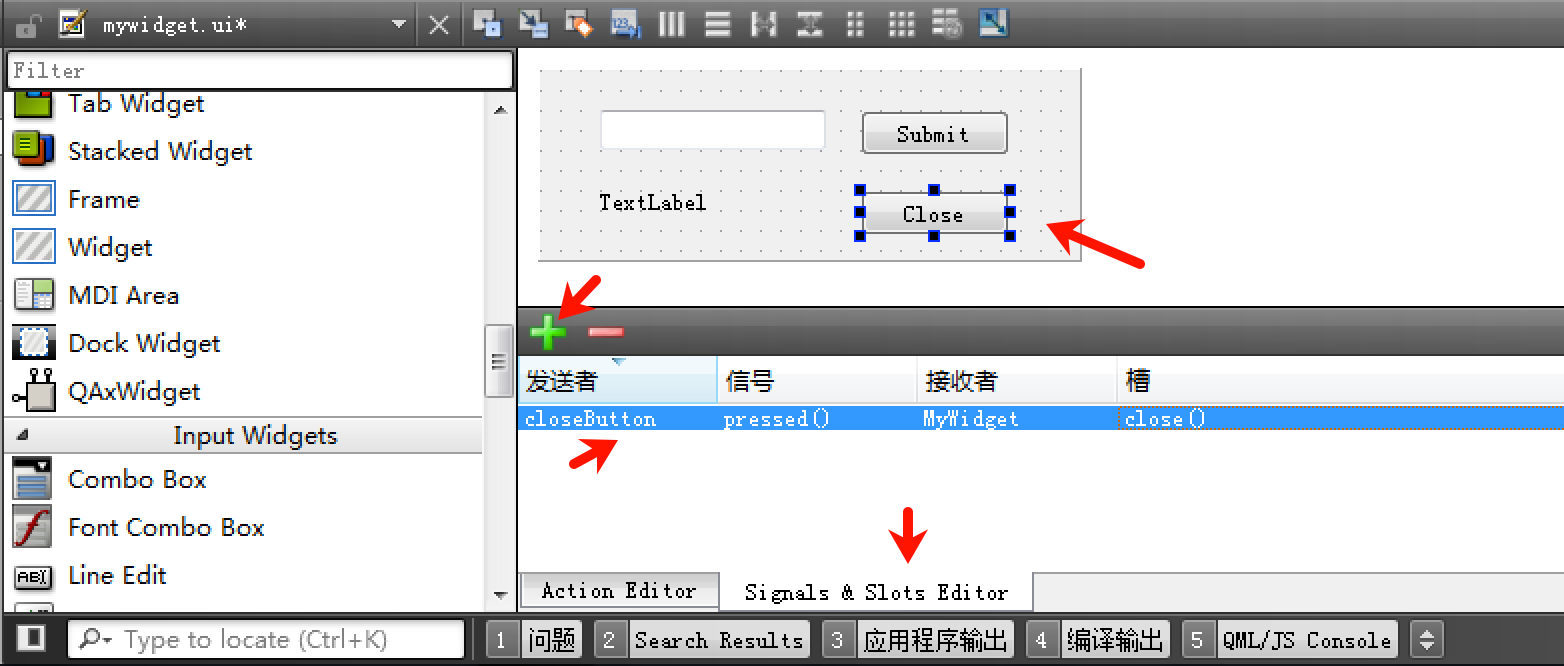 mywidget.ui*
Filter
Tab Widget
Stacked Widget
Frame
Widget
MDI Area
Dock Widget
QAxWidget
Input Widgets
Combo Box
Font Combo Box
Line Edit
Submit
TextLabel
Close
发送者 信号 接收者 槽
closeButton pressed() MyWidget close()
Action Editor Signals & Slots Editor
Type to locate (Ctrl+K) 1 问题 2 Search Results 3 应用程序输出 4 编译输出 5 QML/JS Console